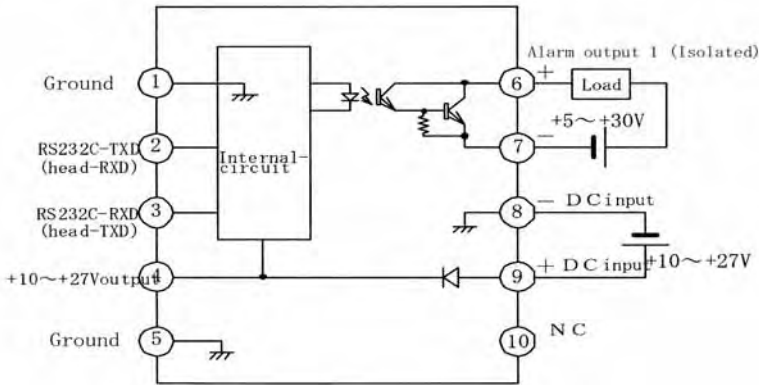 Alarm output 1 (Isolated)
Ground
1
6
+
Load
+5～+30V
RS232C-TXD
(head-RXD)
2
Internal-
circuit
7
−
RS232C-RXD
(head-TXD)
3
8
− DCinput
+10～+27Voutput
4
9
+ DCinput
+10～+27V
Ground
5
10
NC